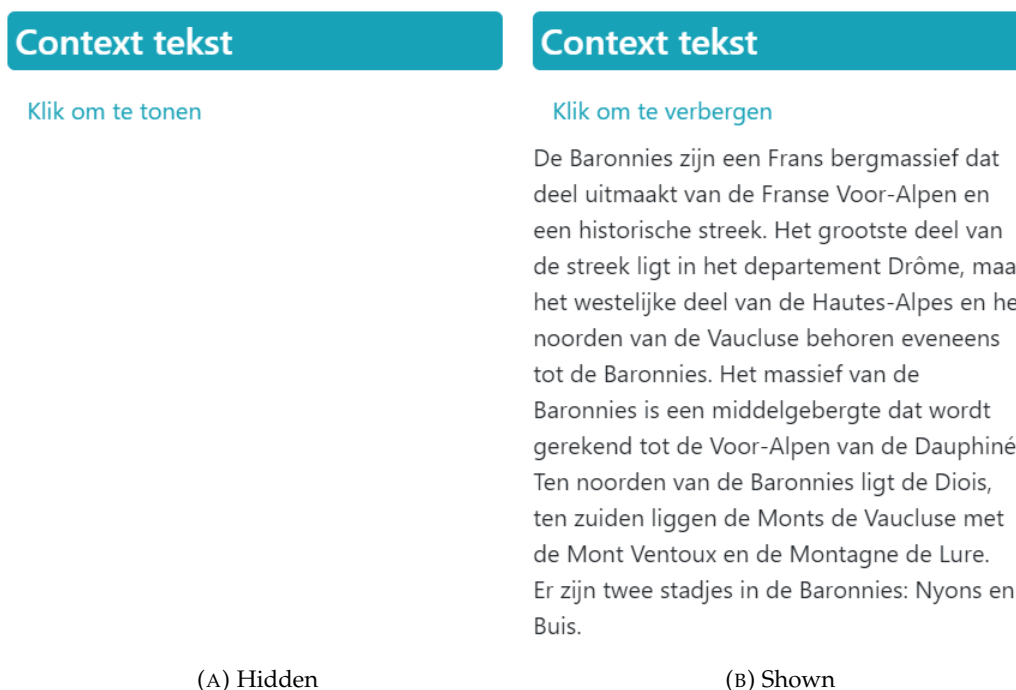 Context tekst
Klik om te tonen
(A) Hidden
Context tekst
Klik om te verbergen
De Baronnies zijn een Frans bergmassief dat
deel uitmaakt van de Franse Voor-Alpen en
een historische streek. Het grootste deel van
de streek ligt in het departement Drôme, maa
het westelijke deel van de Hautes-Alpes en he
noorden van de Vaucluse behoren eveneens
tot de Baronnies. Het massief van de
Baronnies is een middelgebergte dat wordt
gerekend tot de Voor-Alpen van de Dauphiné
Ten noorden van de Baronnies ligt de Diois,
ten zuiden liggen de Monts de Vaucluse met
de Mont Ventoux en de Montagne de Lure.
Er zijn twee stadjes in de Baronnies: Nyons en
Buis.
(B) Shown